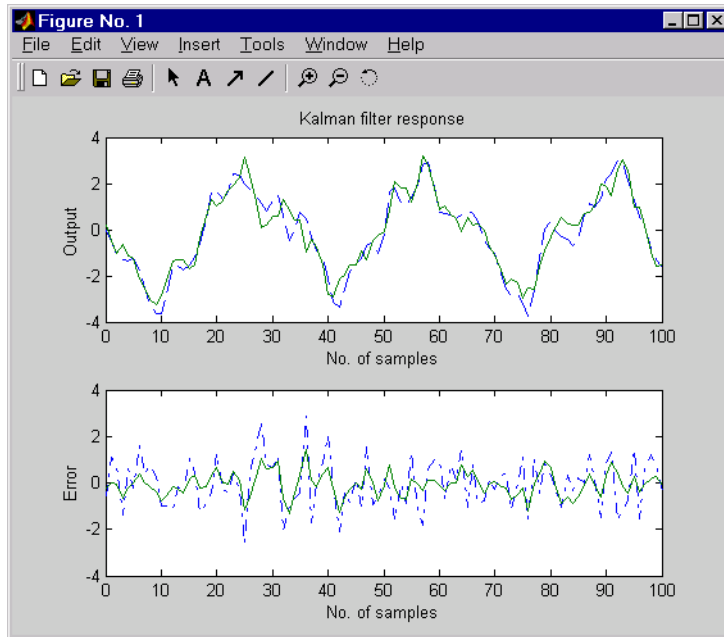 Figure No. 1
File Edit View Insert Tools Window Help
A
Kalman filter response
4
2
0
-2
-4
Output
0 10 20 30 40 50 60 70 80 90 100
No. of samples
4
2
0
-2
-4
Error
0 10 20 30 40 50 60 70 80 90 100
No. of samples